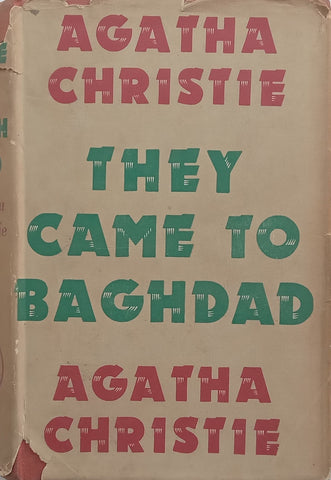 AGATHA
CHRISTIE
THEY
CAME TO
BAGHDAD
AGATHA
CHRISTIE